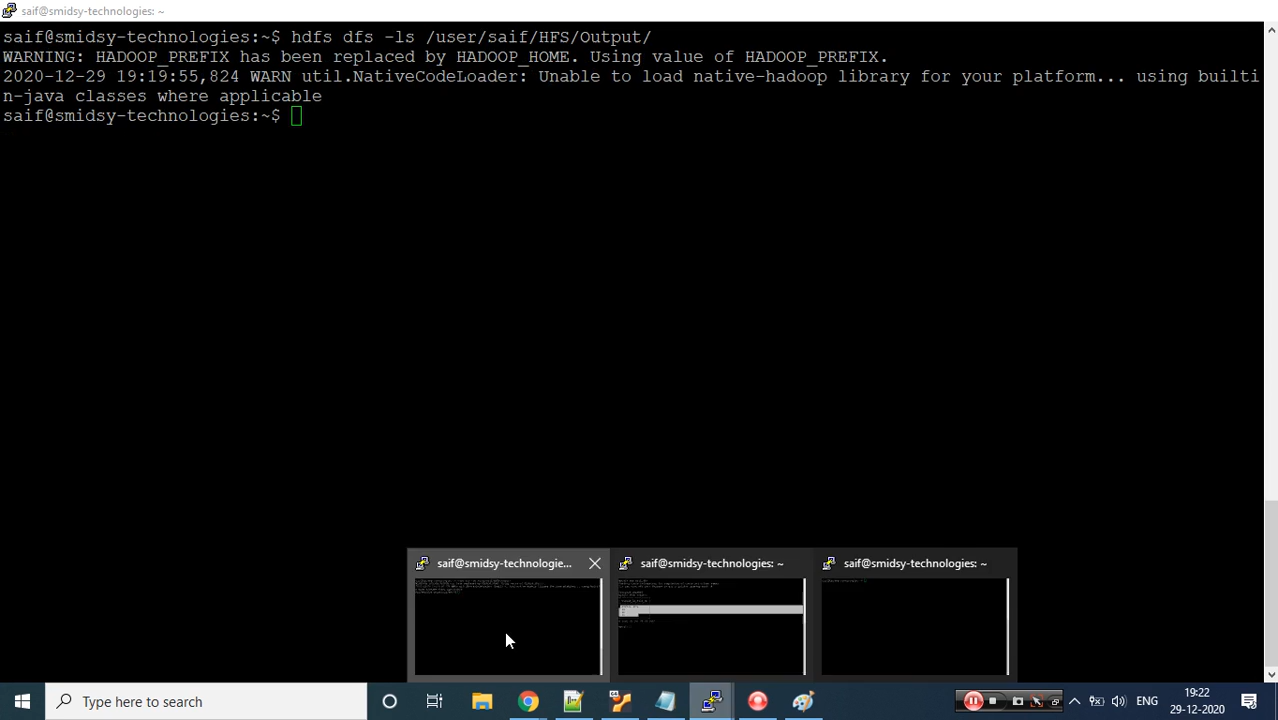 saif@smidsy-technologies: ~
saif@smidsy-technologies:~$ hdfs dfs -ls /user/saif/HFS/Output/
WARNING: HADOOP_PREFIX has been replaced by HADOOP_HOME. Using value of HADOOP_PREFIX.
2020-12-29 19:19:55,824 WARN util.NativeCodeLoader: Unable to load native-hadoop library for your platform... using builti
n-java classes where applicable
saif@smidsy-technologies:~$
saif@smidsy-technologie...
saif@smidsy-technologies: ~
saif@smidsy-technologies: ~
Type here to search
ENG
19:22
29-12-2020